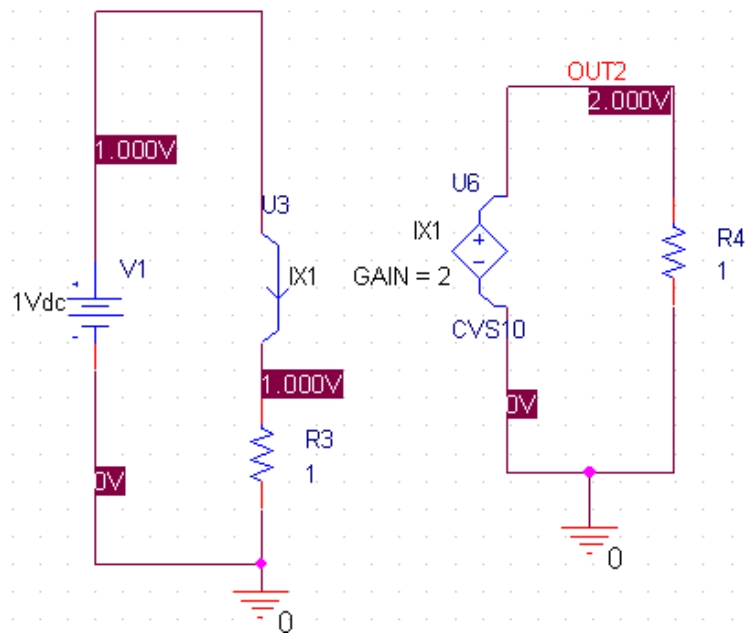 OUT2
2.000V
1.000V
U6
U3
IX1
R4
V1
IX1
GAIN = 2
1
1Vdc
CVS10
1.000V
0V
R3
1
0V
0
0